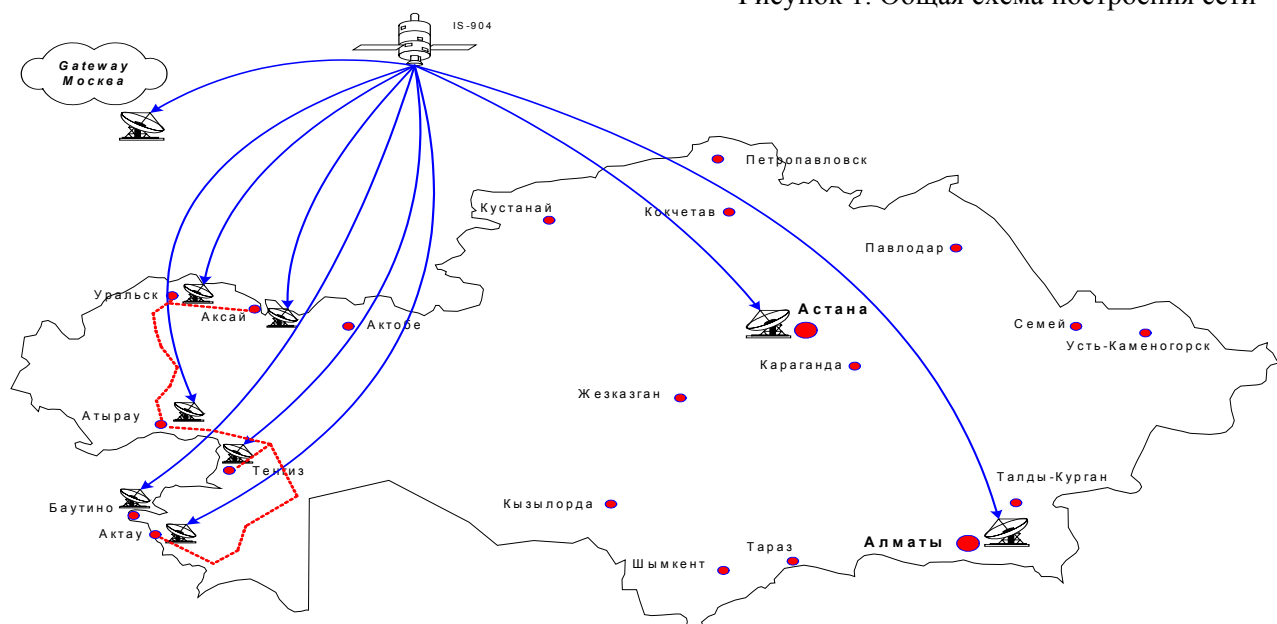 Рисунок 1. Общая схема построения сети
IS-904
Gateway
Москва
Петропавловск
Кустанай
Кокчетав
Павлодар
Уральск
Аксай
Актобе
Астана
Семей
Усть-Каменогорск
Караганда
Жезказган
Атырау
Тенгиз
Талды-Курган
Баутино
Кызылорда
Актау
Алматы
Тараз
Шымкент